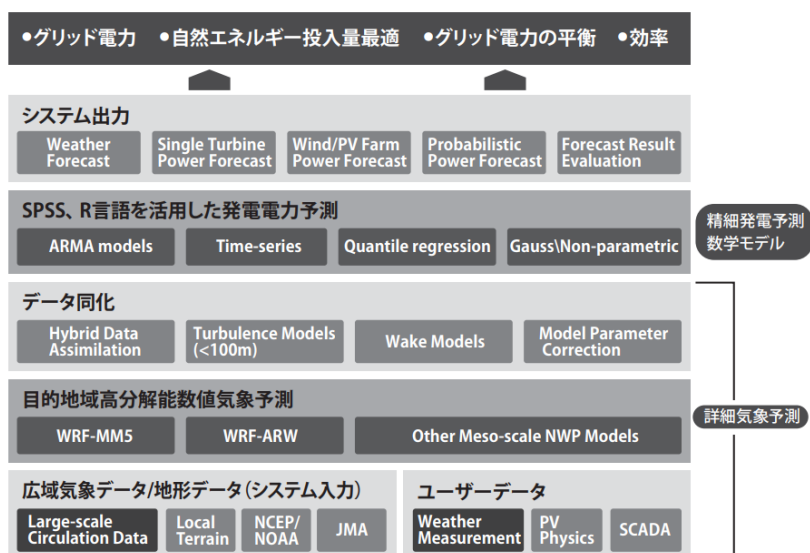 ●グリッド電力 ●自然エネルギー投入量最適 ●グリッド電力の平衡 ●効率
システム出力
Weather
Forecast
Single Turbine
Power Forecast
Wind/PV Farm
Power Forecast
Probabilistic
Power Forecast
Forecast Result
Evaluation
SPSS、R言語を活用した発電電力予測
ARMA models
Time-series
Quantile regression
Gauss\Non-parametric
精細発電予測
数学モデル
データ同化
Hybrid Data
Assimilation
Turbulence Models
(<100m)
Wake Models
Model Parameter
Correction
目的地域高分解能数値気象予測
WRF-MM5
WRF-ARW
Other Meso-scale NWP Models
詳細気象予測
広域気象データ/地形データ(システム入力)
Large-scale
Circulation Data
Local
Terrain
NCEP/
NOAA
JMA
ユーザーデータ
Weather
Measurement
PV
Physics
SCADA